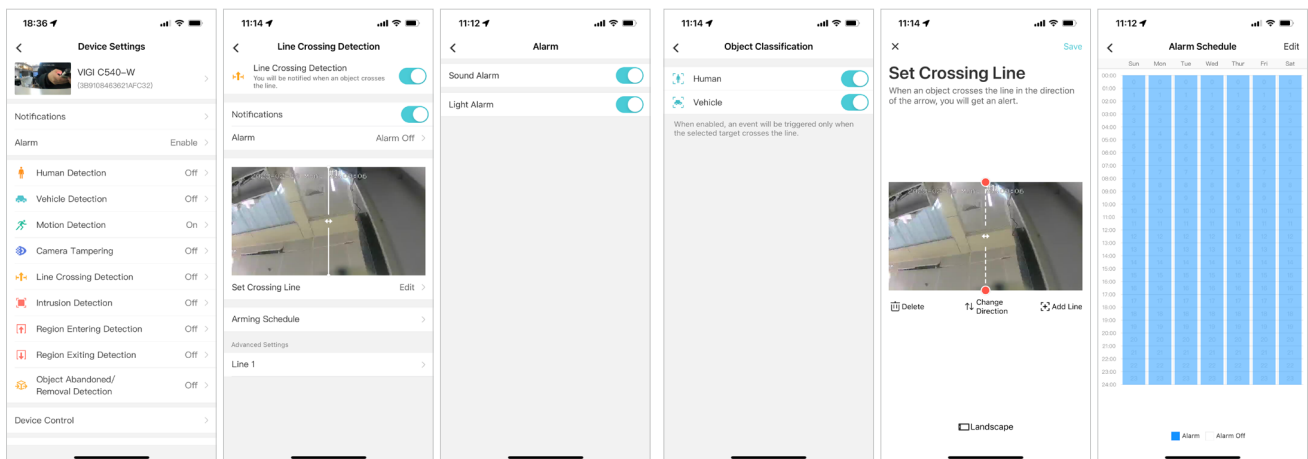 18:36
Device Settings
VIGI C540-W
(3B9108463621AFC32)
Notifications
Alarm
Enable
Human Detection
Off
Vehicle Detection
Off
Motion Detection
On
Camera Tampering
Off
Line Crossing Detection
Off
Intrusion Detection
Off
Region Entering Detection
Off
Region Exiting Detection
Off
Object Abandoned/
Removal Detection
Off
Device Control
11:14
Line Crossing Detection
Line Crossing Detection
You will be notified when an object crosses
the line.
Notifications
Alarm
Alarm Off
Set Crossing Line
Edit
Arming Schedule
Advanced Settings
Line 1
11:12
Alarm
Sound Alarm
Light Alarm
11:14
Object Classification
Human
Vehicle
When enabled, an event will be triggered only when
the selected target crosses the line.
11:14
Save
Set Crossing Line
When an object crosses the line in the direction
of the arrow, you will get an alert.
Delete
Change
Direction
Add Line
Landscape
11:12
Alarm Schedule
Edit
Sun Mon Tue Wed Thur Fri Sat
00:00
01:00
02:00
03:00
04:00
05:00
06:00
07:00
08:00
09:00
10:00
11:00
12:00
13:00
14:00
15:00
16:00
17:00
18:00
19:00
20:00
21:00
22:00
23:00
24:00
Alarm
Alarm Off